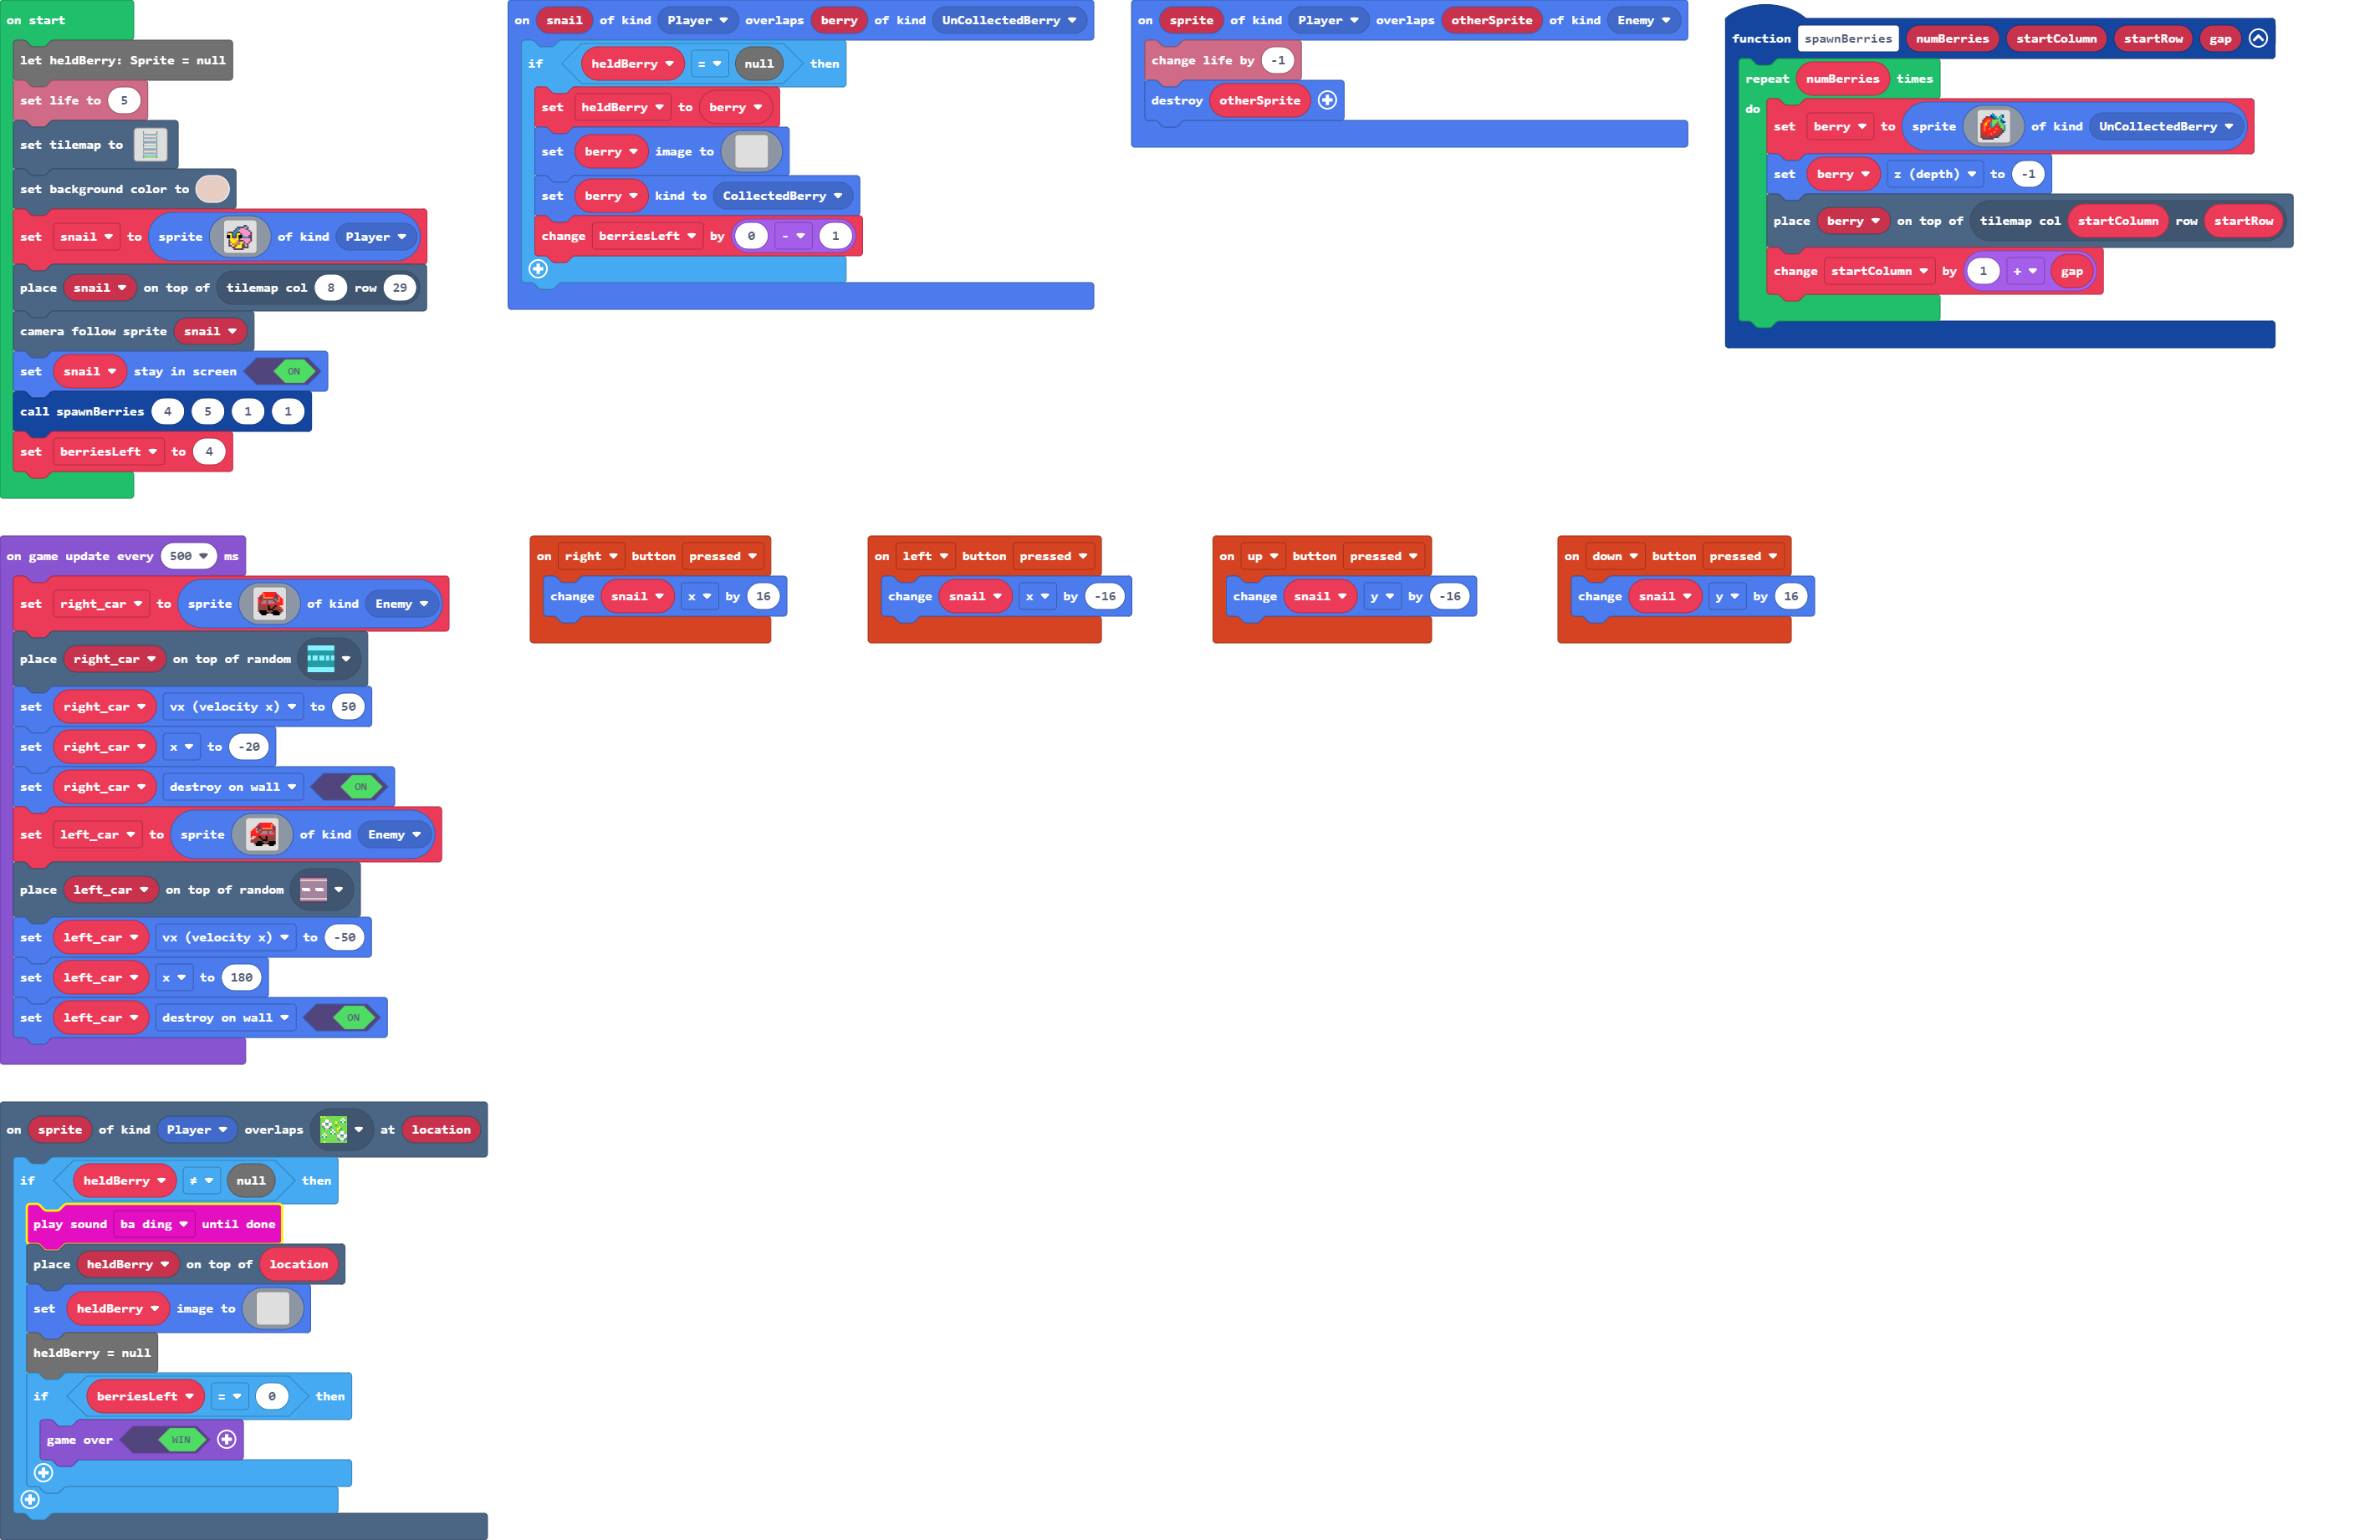 on start
let heldBerry: Sprite = null
set life to 5
set tilemap to
set background color to
set snail to sprite of kind Player
place snail on top of tilemap col 8 row 29
camera follow sprite snail
set snail stay in screen ON
call spawnBerries 4 5 1 1
set berriesLeft to 4
on snail of kind Player overlaps berry of kind UnCollectedBerry
if heldBerry = null then
set heldBerry to berry
set berry image to
set berry kind to CollectedBerry
change berriesLeft by 0 - 1
on sprite of kind Player overlaps otherSprite of kind Enemy
change life by -1
destroy otherSprite
function spawnBerries numBerries startColumn startRow gap
repeat numBerries times
do
set berry to sprite of kind UnCollectedBerry
set berry z (depth) to -1
place berry on top of tilemap col startColumn row startRow
change startColumn by 1 + gap
on game update every 500 ms
set right_car to sprite of kind Enemy
place right_car on top of random
set right_car vx (velocity x) to 50
set right_car x to -20
set right_car destroy on wall ON
set left_car to sprite of kind Enemy
place left_car on top of random
set left_car vx (velocity x) to -50
set left_car x to 180
set left_car destroy on wall ON
on right button pressed
change snail x by 16
on left button pressed
change snail x by -16
on up button pressed
change snail y by -16
on down button pressed
change snail y by 16
on sprite of kind Player overlaps at location
if heldBerry ≠ null then
play sound ba ding until done
place heldBerry on top of location
set heldBerry image to
heldBerry = null
if berriesLeft = 0 then
game over WIN